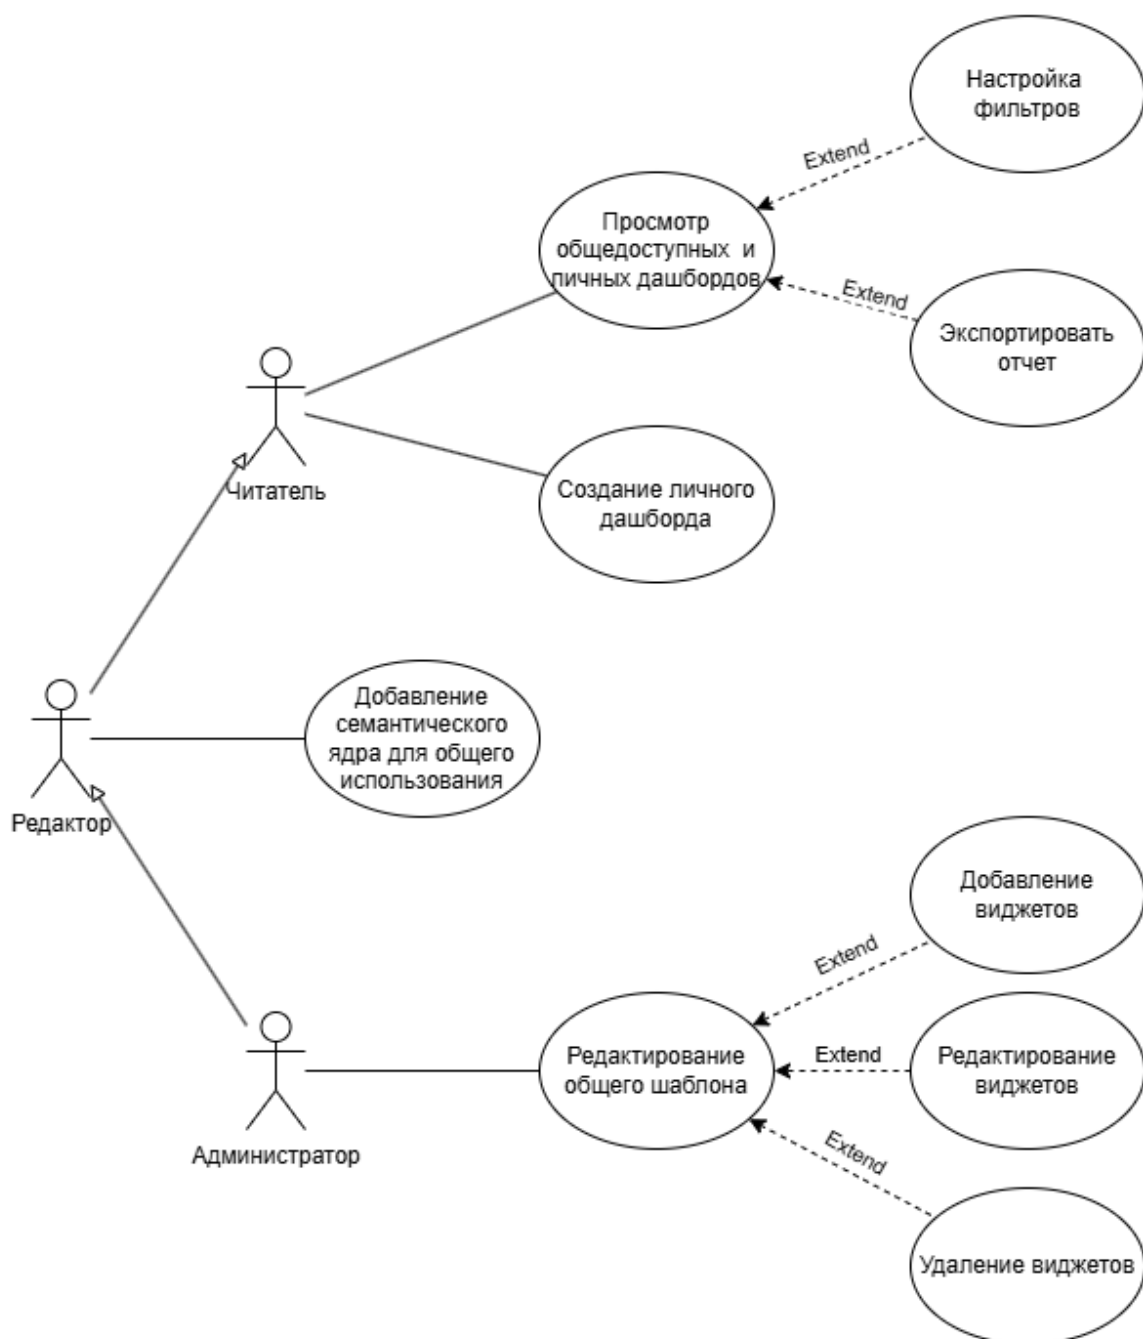 Настройка
фильтров
Extend
Просмотр
общедоступных и
личных дашбордов
Extend
Экспортировать
отчет
Читатель
Создание личного
дашборда
Добавление
семантического
ядра для общего
использования
Редактор
Добавление
виджетов
Extend
Редактирование
общего шаблона
Extend
Редактирование
виджетов
Администратор
Extend
Удаление виджетов